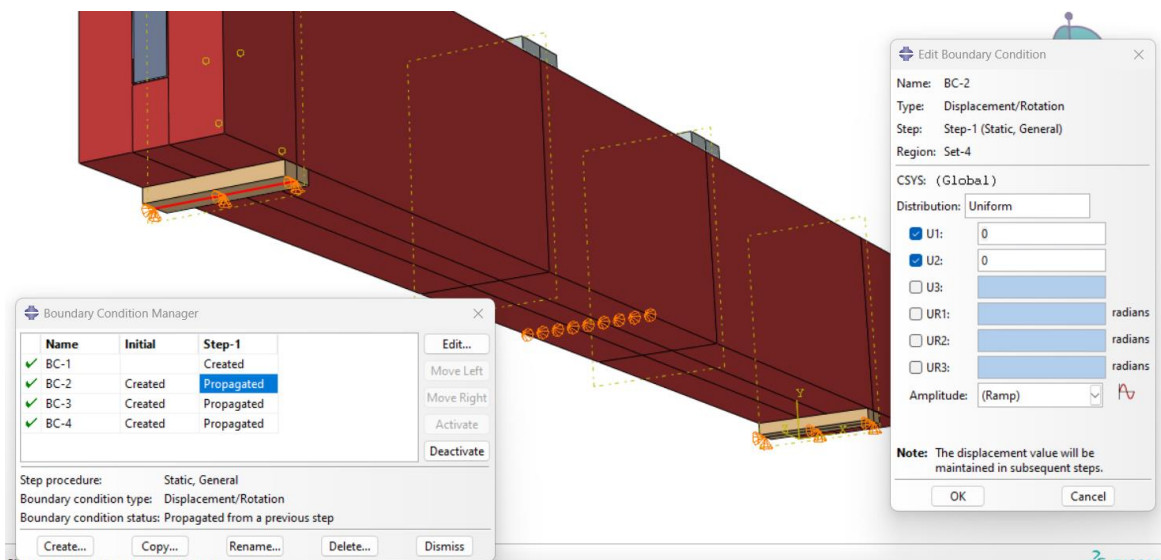 Edit Boundary Condition
Name: BC-2
Type: Displacement/Rotation
Step: Step-1 (Static, General)
Region: Set-4
CSYS: (Global)
Distribution: Uniform
U1: 0
U2: 0
U3:
UR1: radians
UR2: radians
UR3: radians
Amplitude: (Ramp)
Note: The displacement value will be
maintained in subsequent steps.
OK Cancel
Boundary Condition Manager
Name Initial Step-1
BC-1 Created
BC-2 Created Propagated
BC-3 Created Propagated
BC-4 Created Propagated
Edit...
Move Left
Move Right
Activate
Deactivate
Step procedure: Static, General
Boundary condition type: Displacement/Rotation
Boundary condition status: Propagated from a previous step
Create... Copy... Rename... Delete... Dismiss
Y
X